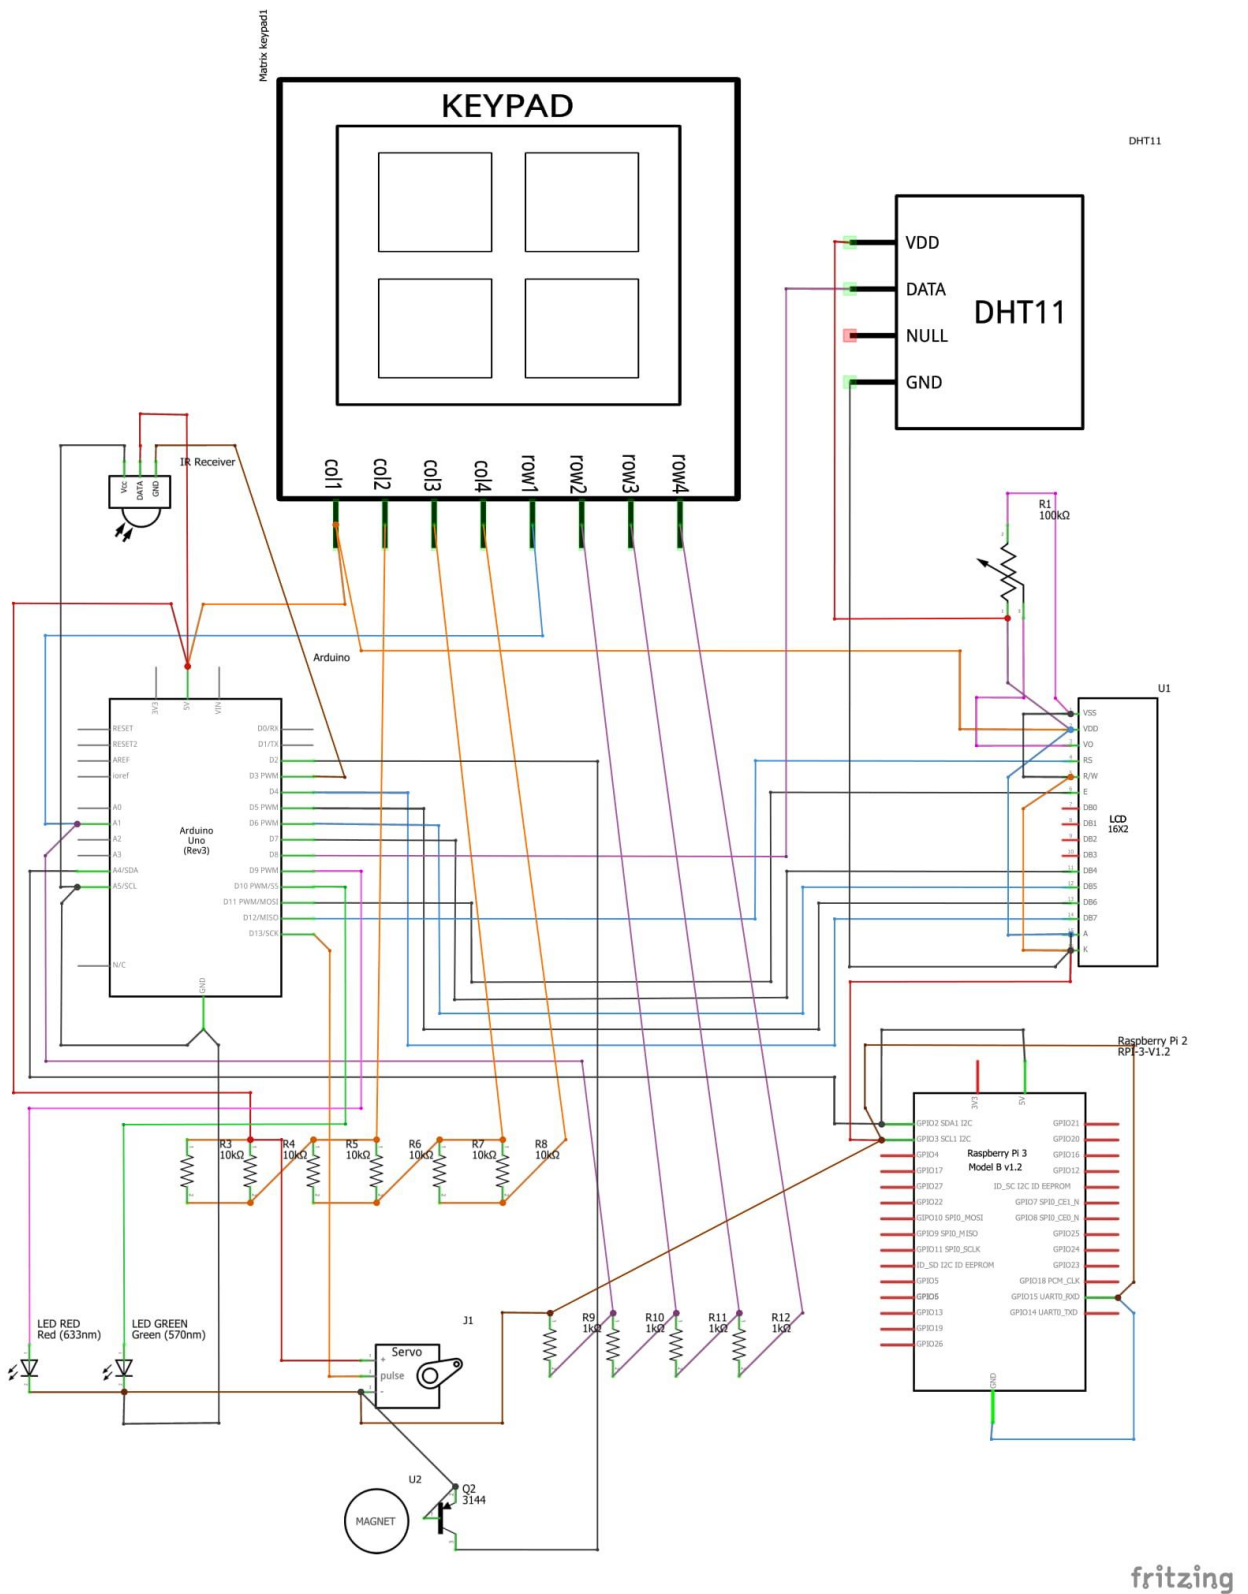 Matrix keypad1
KEYPAD
col1
col2
col3
col4
row1
row2
row3
row4
DHT11
VDD
DATA
NULL
GND
DHT11
IR Receiver
Vcc
DATA
GND
R1
100kΩ
Arduino
3V3
5V
VIN
RESET
RESET2
AREF
ioref
A0
A1
A2
A3
A4/SDA
A5/SCL
N/C
Arduino
Uno
(Rev3)
D0/RX
D1/TX
D2
D3 PWM
D4
D5 PWM
D6 PWM
D7
D8
D9 PWM
D10 PWM/SS
D11 PWM/MOSI
D12/MISO
D13/SCK
GND
U1
VSS
VDD
VO
RS
R/W
E
DB0
DB1
DB2
DB3
DB4
DB5
DB6
DB7
A
K
LCD
16X2
Raspberry Pi 2
RPI-3-V1.2
3V3
5V
GPIO2 SDA1 I2C
GPIO3 SCL1 I2C
GPIO4
GPIO17
GPIO27
GPIO22
GIPO10 SPI0_MOSI
GPIO9 SPI0_MISO
GPIO11 SPI0_SCLK
ID_SD I2C ID EEPROM
GPIO5
GPIO6
GPIO13
GPIO19
GPIO26
Raspberry Pi 3
Model B v1.2
GPIO21
GPIO20
GPIO16
GPIO12
ID_SC I2C ID EEPROM
GPIO7 SPI0_CE1_N
GPIO8 SPI0_CE0_N
GPIO25
GPIO24
GPIO23
GPIO18 PCM_CLK
GPIO15 UART0_RXD
GPIO14 UART0_TXD
GND
R3
10kΩ
R4
10kΩ
R5
10kΩ
R6
10kΩ
R7
10kΩ
R8
10kΩ
R9
1kΩ
R10
1kΩ
R11
1kΩ
R12
1kΩ
LED RED
Red (633nm)
LED GREEN
Green (570nm)
J1
Servo
+
pulse
-
U2
MAGNET
Q2
3144
fritzing